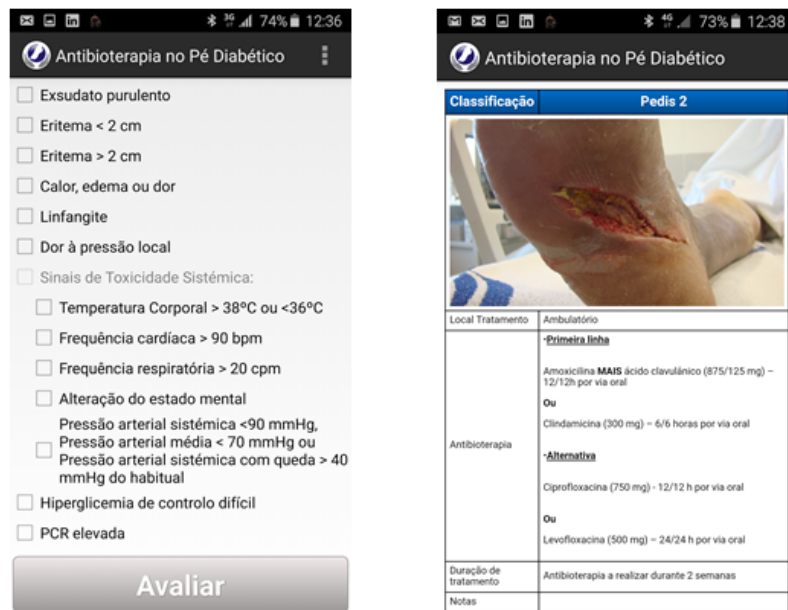 3G 74% 12:36
Antibioterapia no Pé Diabético
Exsudato purulento
Eritema < 2 cm
Eritema > 2 cm
Calor, edema ou dor
Linfangite
Dor à pressão local
Sinais de Toxicidade Sistémica:
Temperatura Corporal > 38ºC ou <36ºC
Frequência cardíaca > 90 bpm
Frequência respiratória > 20 cpm
Alteração do estado mental
Pressão arterial sistémica <90 mmHg,
Pressão arterial média < 70 mmHg ou
Pressão arterial sistémica com queda > 40
mmHg do habitual
Hiperglicemia de controlo difícil
PCR elevada
Avaliar
4G 73% 12:38
Antibioterapia no Pé Diabético
Classificação Pedis 2
Local Tratamento Ambulatório
Antibioterapia
·Primeira linha
Amoxicilina MAIS ácido clavulánico (875/125 mg) –
12/12h por via oral
Ou
Clindamicina (300 mg) – 6/6 horas por via oral
·Alternativa
Ciprofloxacina (750 mg) - 12/12 h por via oral
Ou
Levofloxacina (500 mg) – 24/24 h por via oral
Duração de
tratamento
Antibioterapia a realizar durante 2 semanas
Notas